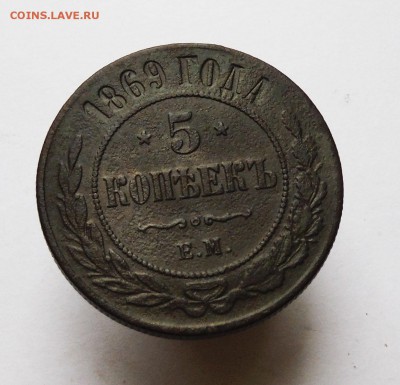 COINS.LAVE.RU
1869 ГОДА
5
КОПѢЕКЪ
Е.М.